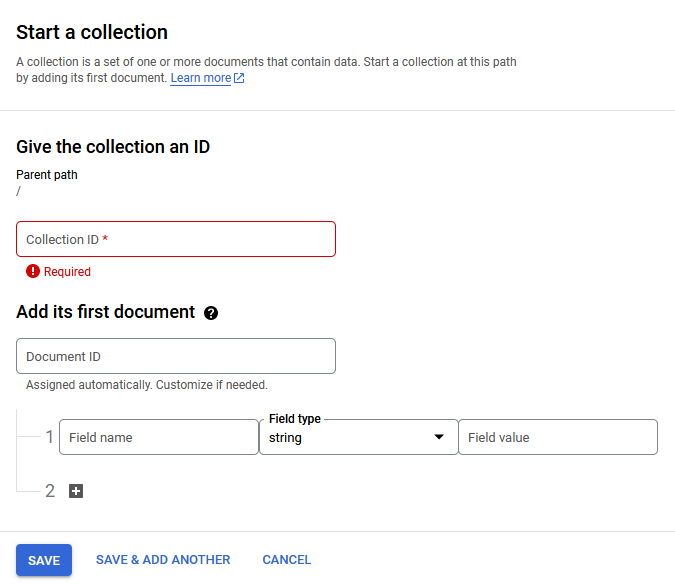 Start a collection
A collection is a set of one or more documents that contain data. Start a collection at this path
by adding its first document. Learn more
Give the collection an ID
Parent path
/
Collection ID *
Required
Add its first document
Document ID
Assigned automatically. Customize if needed.
Field type
1 Field name string Field value
2
SAVE SAVE & ADD ANOTHER CANCEL